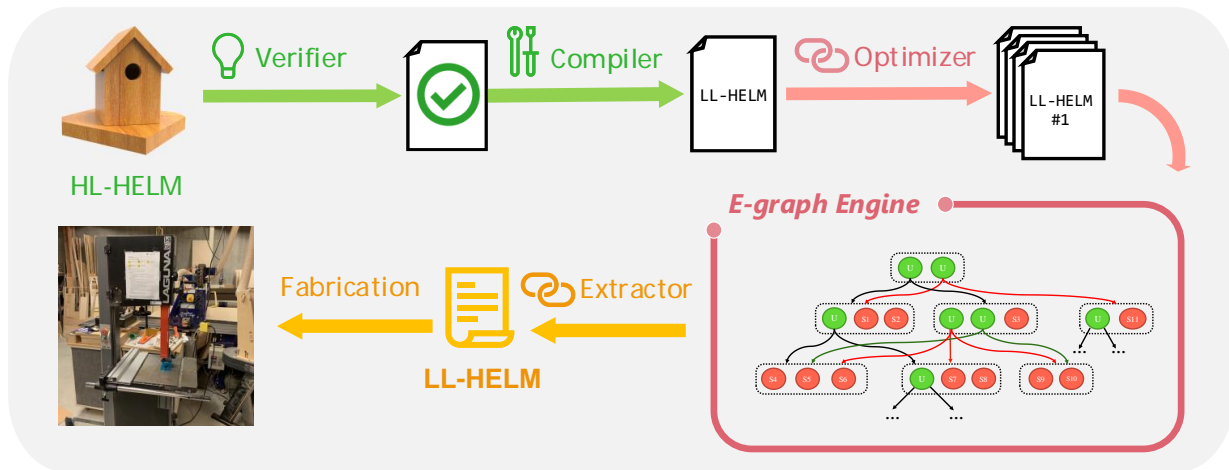 Verifier
Compiler
Optimizer
LL-HELM
LL-HELM
#1
HL-HELM
E-graph Engine
LAGUNA
Fabrication
Extractor
LL-HELM
U U
U S1 S2
U U S3
U S11
... ...
S4 S5 S6
U S7 S8
S9 S10
... ...